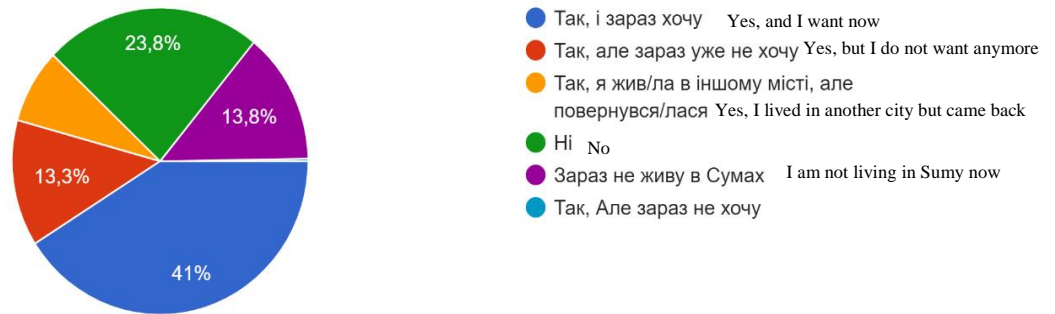 23,8%
13,8%
13,3%
41%
Так, і зараз хочу Yes, and I want now
Так, але зараз уже не хочу Yes, but I do not want anymore
Так, я жив/ла в іншому місті, але
повернувся/лася Yes, I lived in another city but came back
Ні No
Зараз не живу в Сумах I am not living in Sumy now
Так, Але зараз не хочу